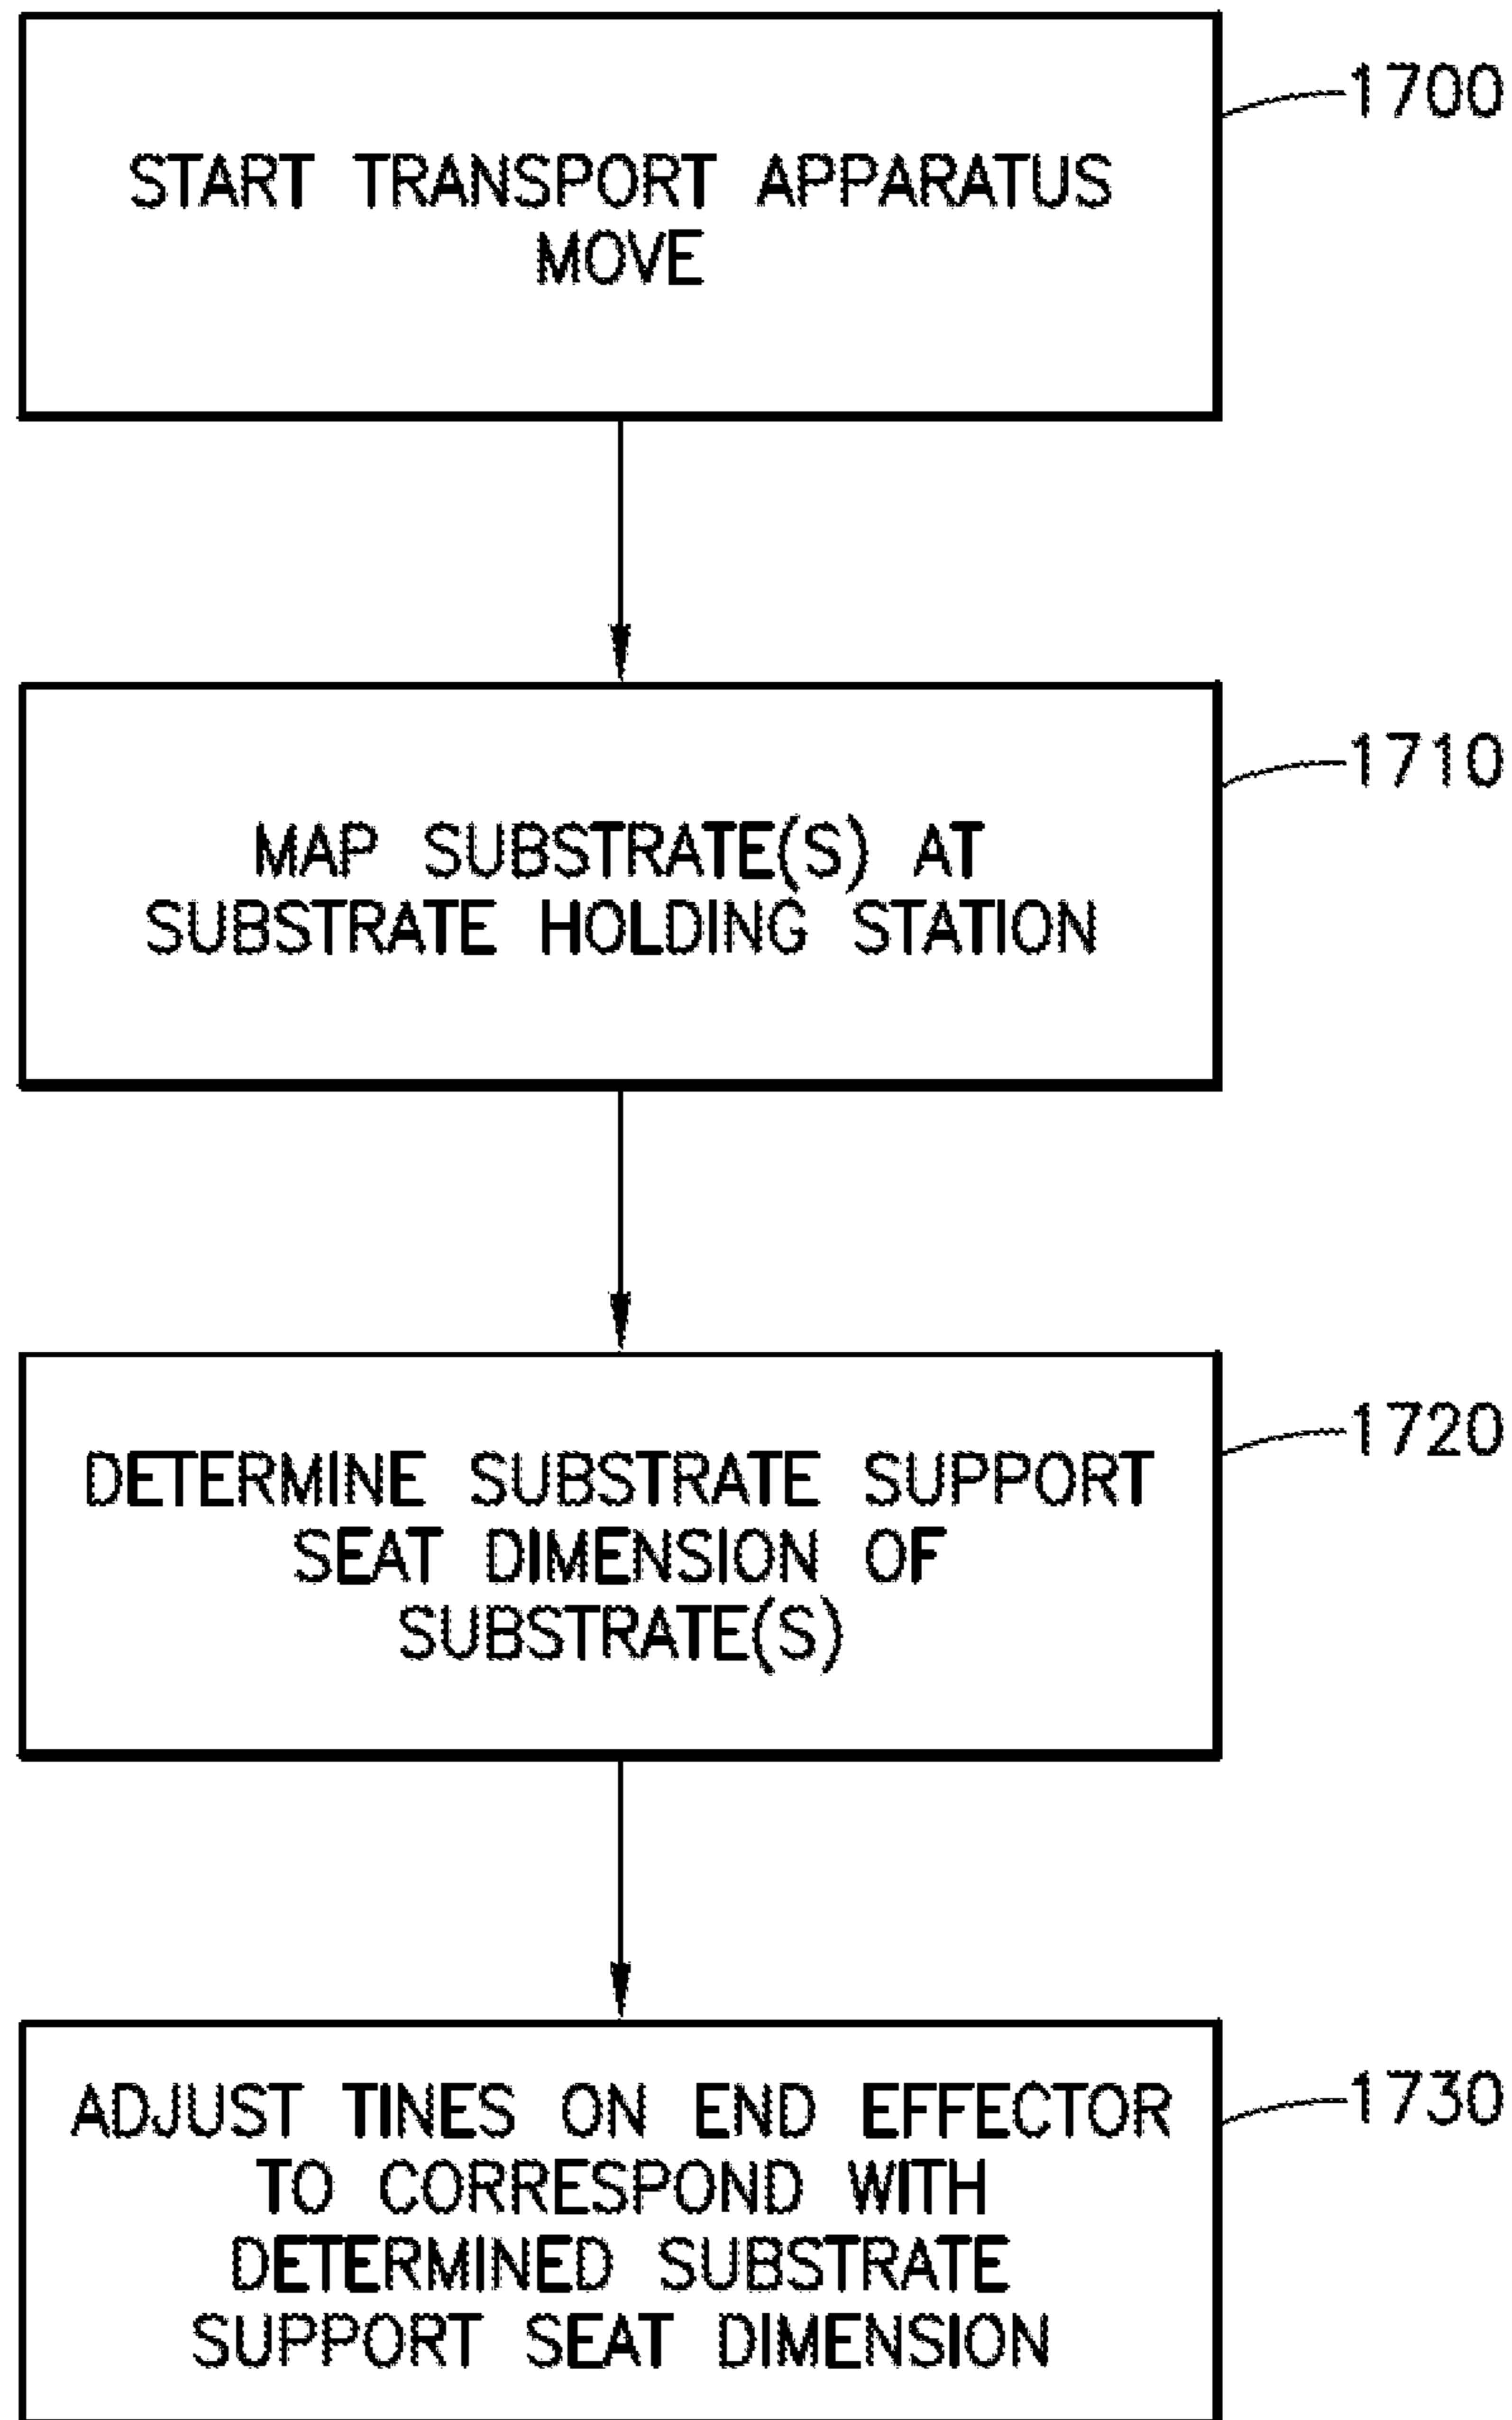 START TRANSPORT APPARATUS
MOVE
1700
MAP SUBSTRATE(S) AT
SUBSTRATE HOLDING STATION
1710
DETERMINE SUBSTRATE SUPPORT
SEAT DIMENSION OF
SUBSTRATE(S)
1720
ADJUST TINES ON END EFFECTOR
TO CORRESPOND WITH
DETERMINED SUBSTRATE
SUPPORT SEAT DIMENSION
1730